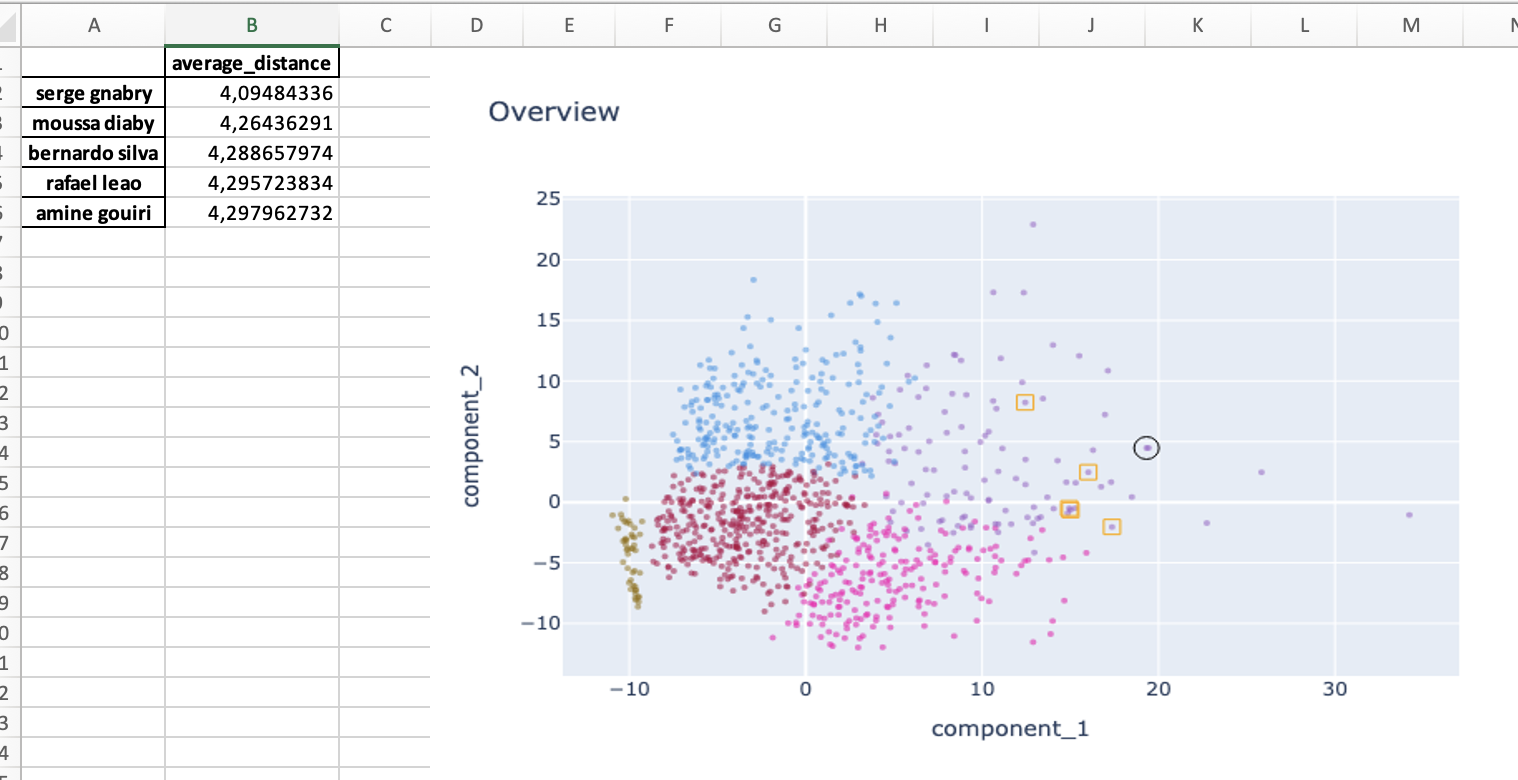 A B C D E F G H I J K L M N
average_distance
serge gnabry 4,09484336
moussa diaby 4,26436291
bernardo silva 4,288657974
rafael leao 4,295723834
amine gouiri 4,297962732
Overview
25
20
15
10
5
0
−5
−10
component_2
−10 0 10 20 30
component_1